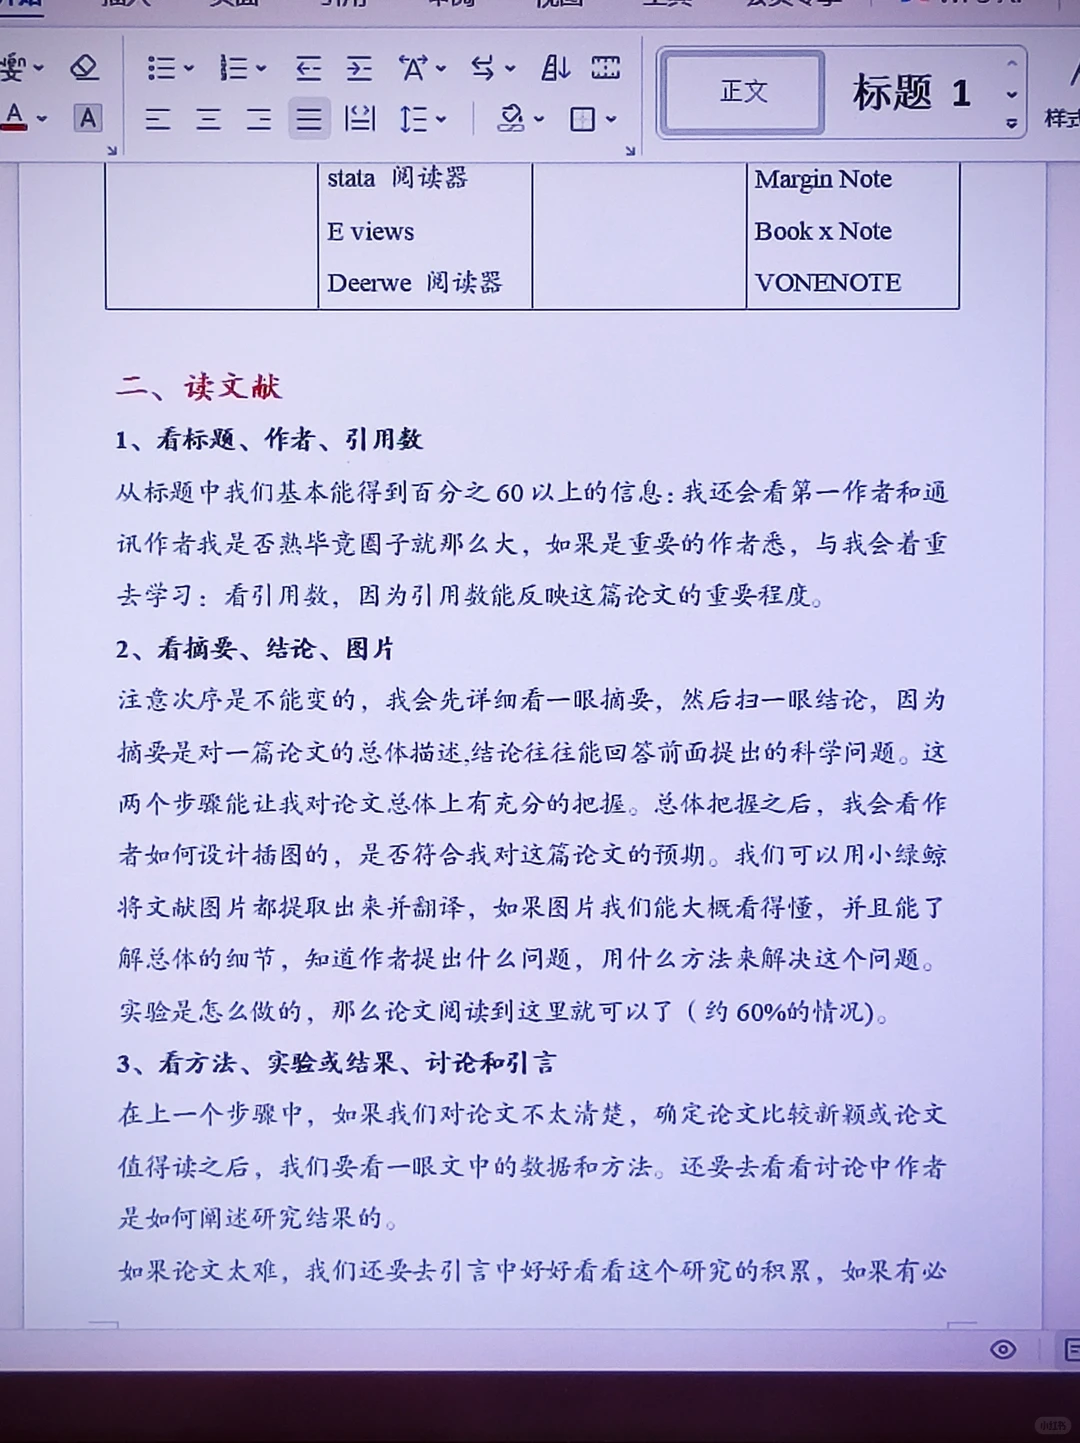 正文
标题 1
样式
stata 阅读器
Margin Note
E views
Book x Note
Deerwe 阅读器
VONENOTE
二、读文献
1、看标题、作者、引用数
从标题中我们基本能得到百分之 60 以上的信息：我还会看第一作者和通
讯作者我是否熟毕竟圈子就那么大，如果是重要的作者悉，与我会着重
去学习：看引用数，因为引用数能反映这篇论文的重要程度。
2、看摘要、结论、图片
注意次序是不能变的，我会先详细看一眼摘要，然后扫一眼结论，因为
摘要是对一篇论文的总体描述,结论往往能回答前面提出的科学问题。这
两个步骤能让我对论文总体上有充分的把握。总体把握之后，我会看作
者如何设计插图的，是否符合我对这篇论文的预期。我们可以用小绿鲸
将文献图片都提取出来并翻译，如果图片我们能大概看得懂，并且能了
解总体的细节，知道作者提出什么问题，用什么方法来解决这个问题。
实验是怎么做的，那么论文阅读到这里就可以了（约 60%的情况)。
3、看方法、实验或结果、讨论和引言
在上一个步骤中，如果我们对论文不太清楚，确定论文比较新颖或论文
值得读之后，我们要看一眼文中的数据和方法。还要去看看讨论中作者
是如何阐述研究结果的。
如果论文太难，我们还要去引言中好好看看这个研究的积累，如果有必
小红书